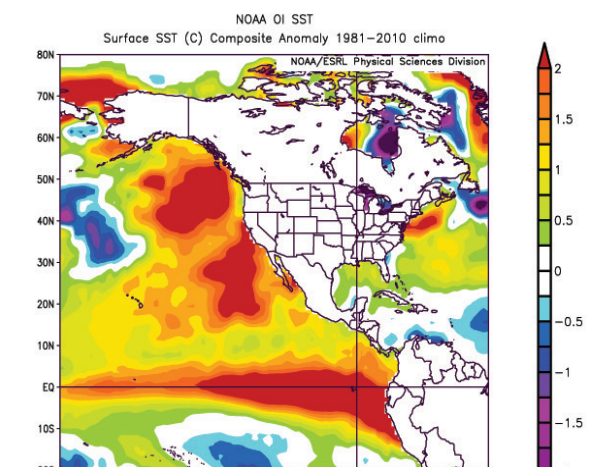 NOAA OI SST
Surface SST (C) Composite Anomaly 1981-2010 climo
NOAA/ESRL Physical Sciences Division
80N
70N
60N
50N
40N
30N
20N
10N
EQ
10S
2
1.5
1
0.5
0
-0.5
-1
-1.5